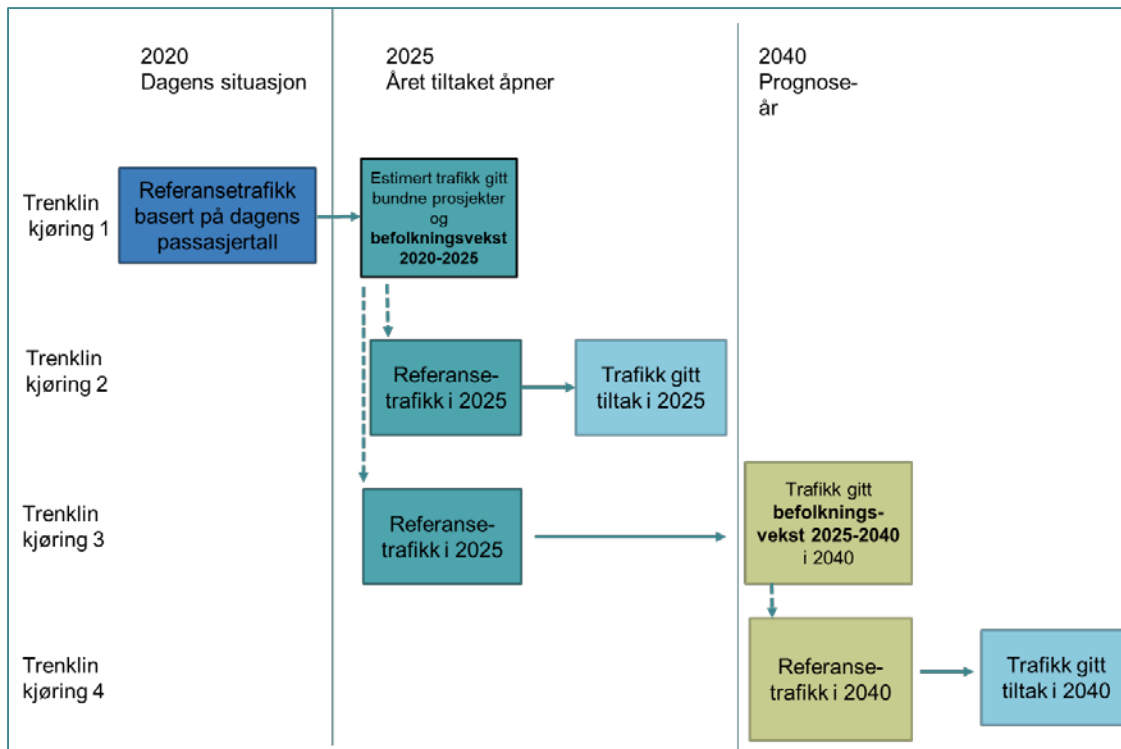 2020
Dagens situasjon
2025
Året tiltaket åpner
2040
Prognose-
år
Trenklin
kjøring 1
Referansetrafikk
basert på dagens
passasjertall
Estimert trafikk gitt
bundne prosjekter
og
befolkningsvekst
2020-2025
Trenklin
kjøring 2
Referanse-
trafikk i 2025
Trafikk gitt
tiltak i 2025
Trenklin
kjøring 3
Referanse-
trafikk i 2025
Trafikk gitt
befolknings-
vekst 2025-2040
i 2040
Trenklin
kjøring 4
Referanse-
trafikk i 2040
Trafikk gitt
tiltak i 2040